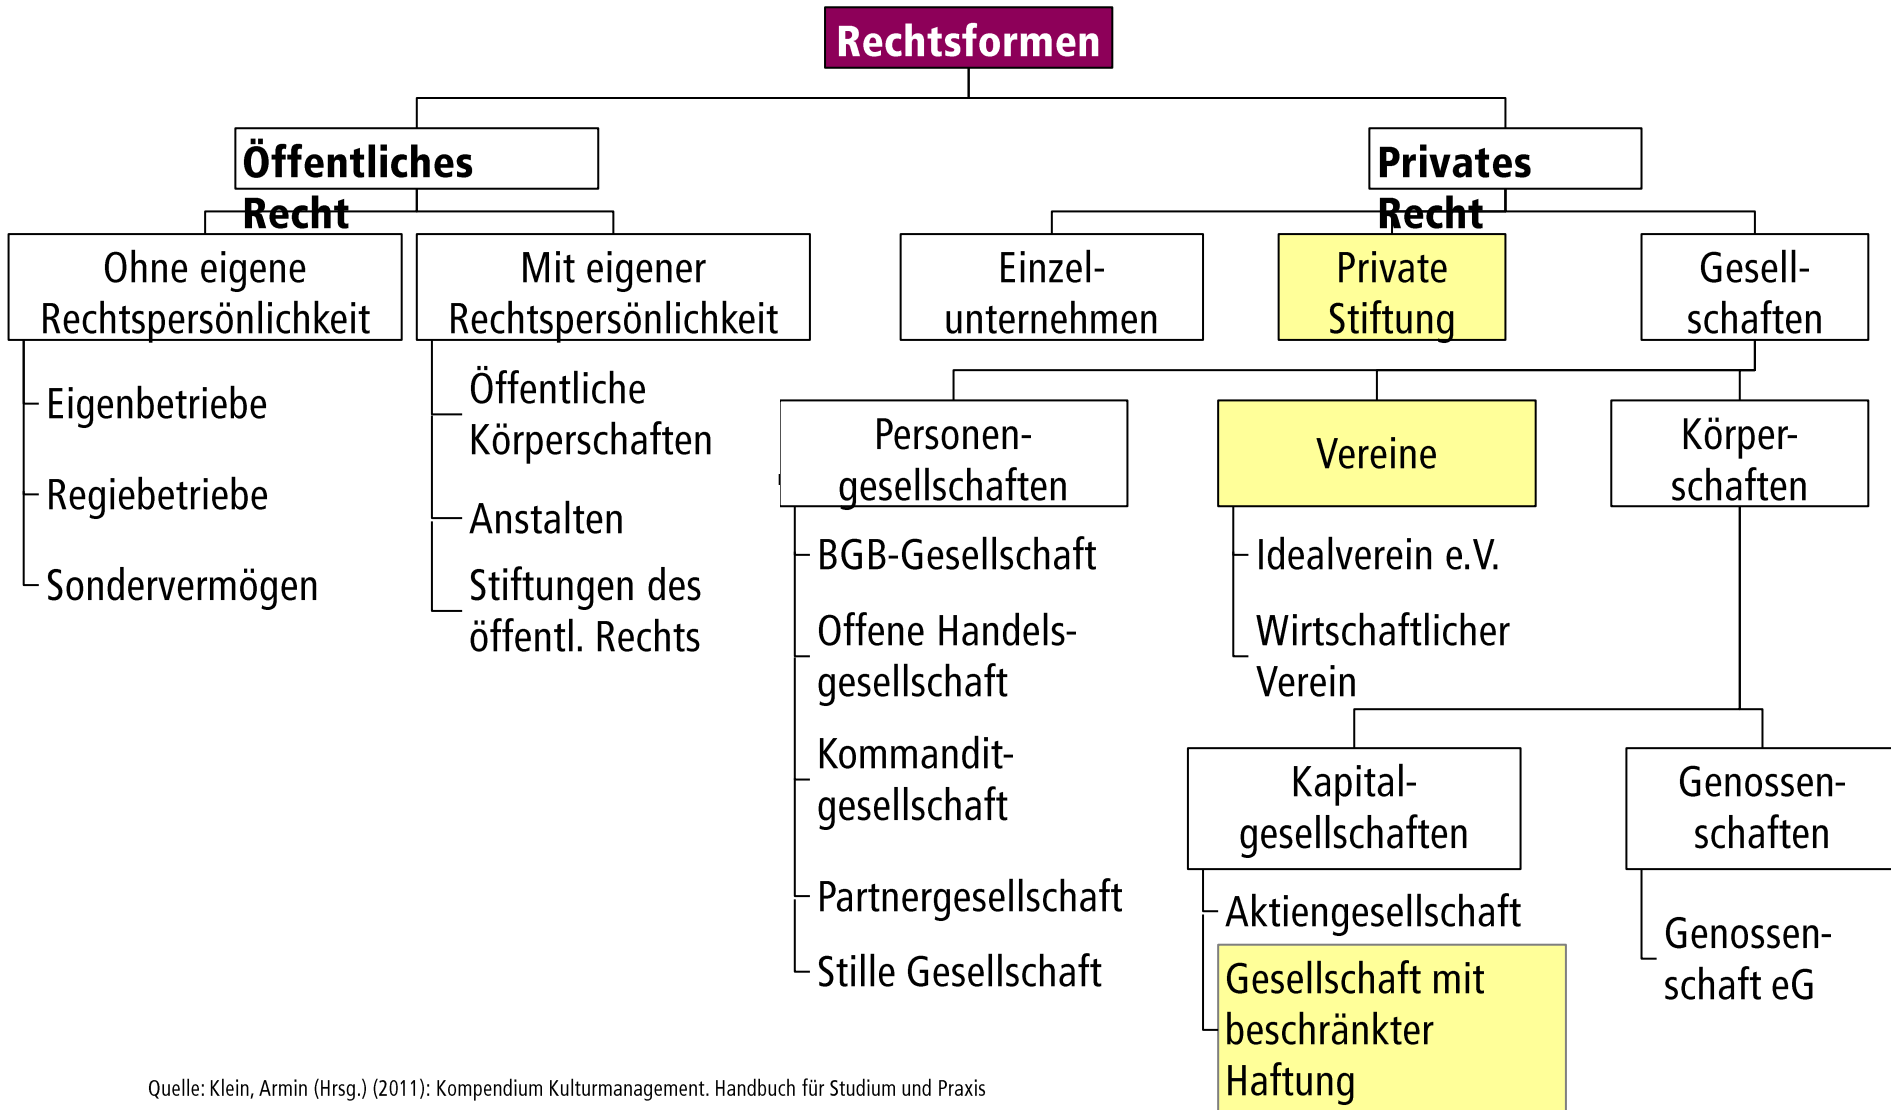 Rechtsformen
Öffentliches
Recht
Privates
Recht
Ohne eigene
Rechtspersönlichkeit
Mit eigener
Rechtspersönlichkeit
Einzel-
unternehmen
Private
Stiftung
Gesell-
schaften
Eigenbetriebe
Regiebetriebe
Sondervermögen
Öffentliche
Körperschaften
Anstalten
Stiftungen des
öffentl. Rechts
Personen-
gesellschaften
Vereine
Körper-
schaften
BGB-Gesellschaft
Offene Handels-
gesellschaft
Kommandit-
gesellschaft
Partnergesellschaft
Stille Gesellschaft
Idealverein e.V.
Wirtschaftlicher
Verein
Kapital-
gesellschaften
Genossen-
schaften
Aktiengesellschaft
Gesellschaft mit
beschränkter
Haftung
Genossen-
schaft eG
Quelle: Klein, Armin (Hrsg.) (2011): Kompendium Kulturmanagement. Handbuch für Studium und Praxis